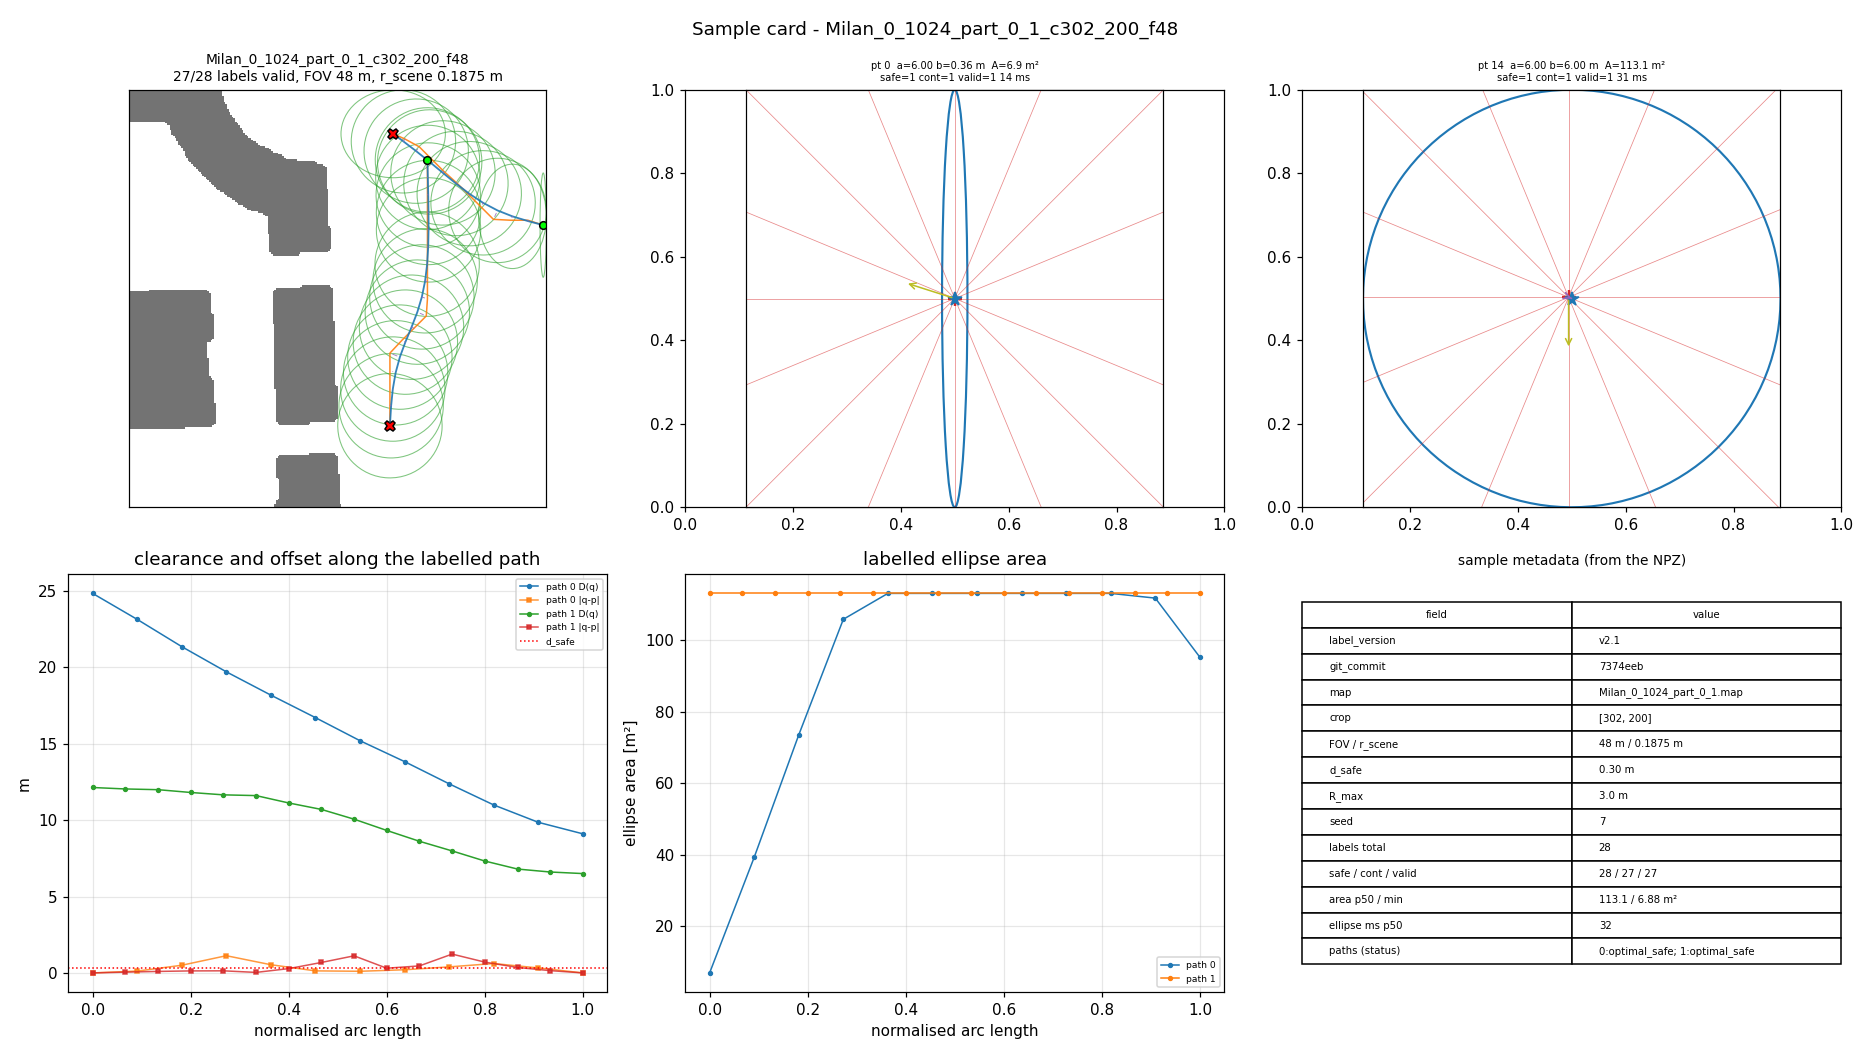 Sample card - Milan_0_1024_part_0_1_c302_200_f48
Milan_0_1024_part_0_1_c302_200_f48
27/28 labels valid, FOV 48 m, r_scene 0.1875 m
pt 0  a=6.00 b=0.36 m  A=6.9 m²
safe=1 cont=1 valid=1 14 ms
1.0
0.8
0.6
0.4
0.2
0.0
0.0 0.2 0.4 0.6 0.8 1.0
pt 14  a=6.00 b=6.00 m  A=113.1 m²
safe=1 cont=1 valid=1 31 ms
1.0
0.8
0.6
0.4
0.2
0.0
0.0 0.2 0.4 0.6 0.8 1.0
clearance and offset along the labelled path
path 0 D(q)
path 0 |q-p|
path 1 D(q)
path 1 |q-p|
d_safe
25
20
15
10
5
0
m
0.0 0.2 0.4 0.6 0.8 1.0
normalised arc length
labelled ellipse area
100
80
60
40
20
ellipse area [m²]
path 0
path 1
0.0 0.2 0.4 0.6 0.8 1.0
normalised arc length
sample metadata (from the NPZ)
field value
label_version v2.1
git_commit 7374eeb
map Milan_0_1024_part_0_1.map
crop [302, 200]
FOV / r_scene 48 m / 0.1875 m
d_safe 0.30 m
R_max 3.0 m
seed 7
labels total 28
safe / cont / valid 28 / 27 / 27
area p50 / min 113.1 / 6.88 m²
ellipse ms p50 32
paths (status) 0:optimal_safe; 1:optimal_safe